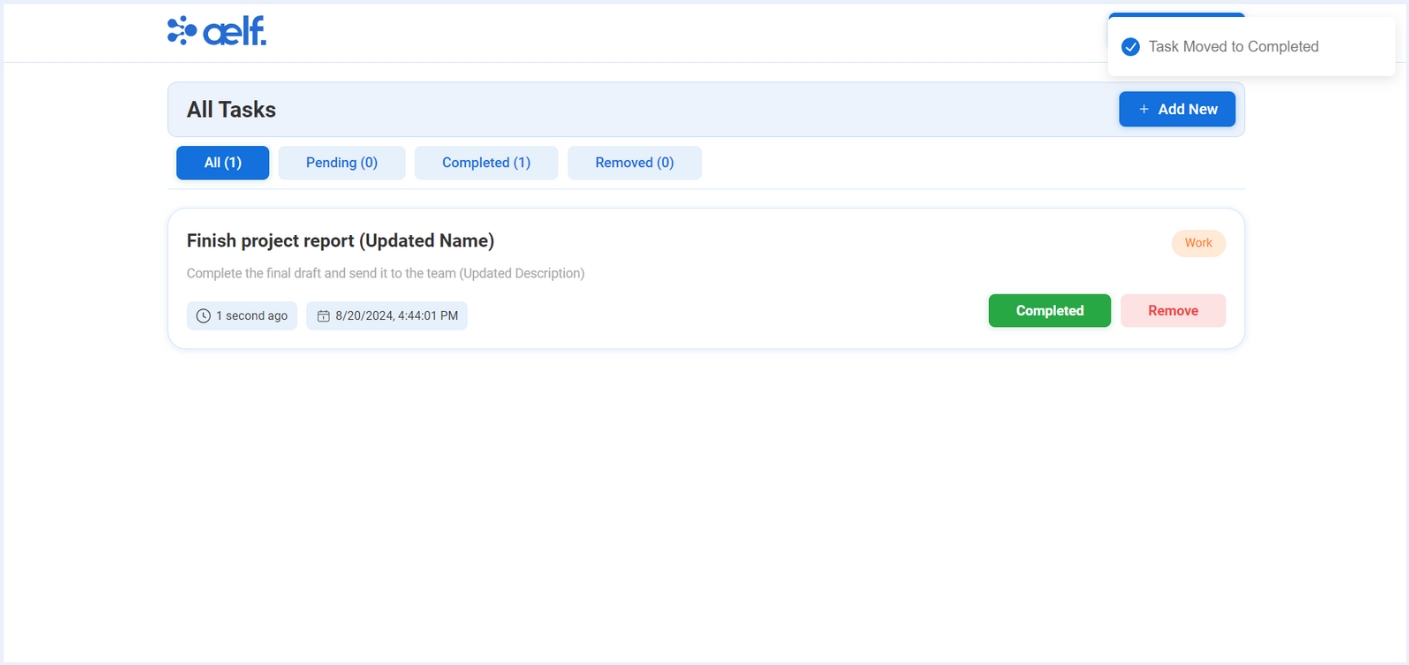 aelf.
Task Moved to Completed
All Tasks
+ Add New
All (1)
Pending (0)
Completed (1)
Removed (0)
Finish project report (Updated Name)
Work
Complete the final draft and send it to the team (Updated Description)
1 second ago
8/20/2024, 4:44:01 PM
Completed
Remove